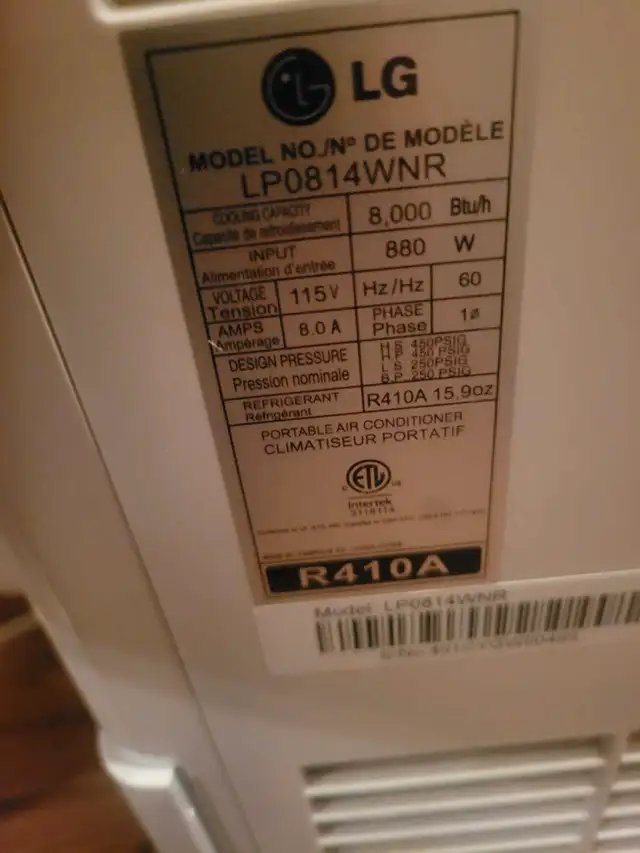 LG
MODEL NO./Nº DE MODÈLE
LP0814WNR
COOLING CAPACITY
Capacité de refroidissement
8,000 Btu/h
INPUT
Alimentation d'entrée
880 W
VOLTAGE
Tension
115V
Hz/Hz
60
AMPS
Ampérage
8.0 A
PHASE
Phase
1ø
DESIGN PRESSURE
Pression nominale
H.S 450PSIG
H.P 450 PSIG
L.S 250PSIG
B.P 250 PSIG
REFRIGERANT
Réfrigérant
R410A 15.9oz
PORTABLE AIR CONDITIONER
CLIMATISEUR PORTATIF
c ETL us
Intertek
R410A
Model LP0814WNR